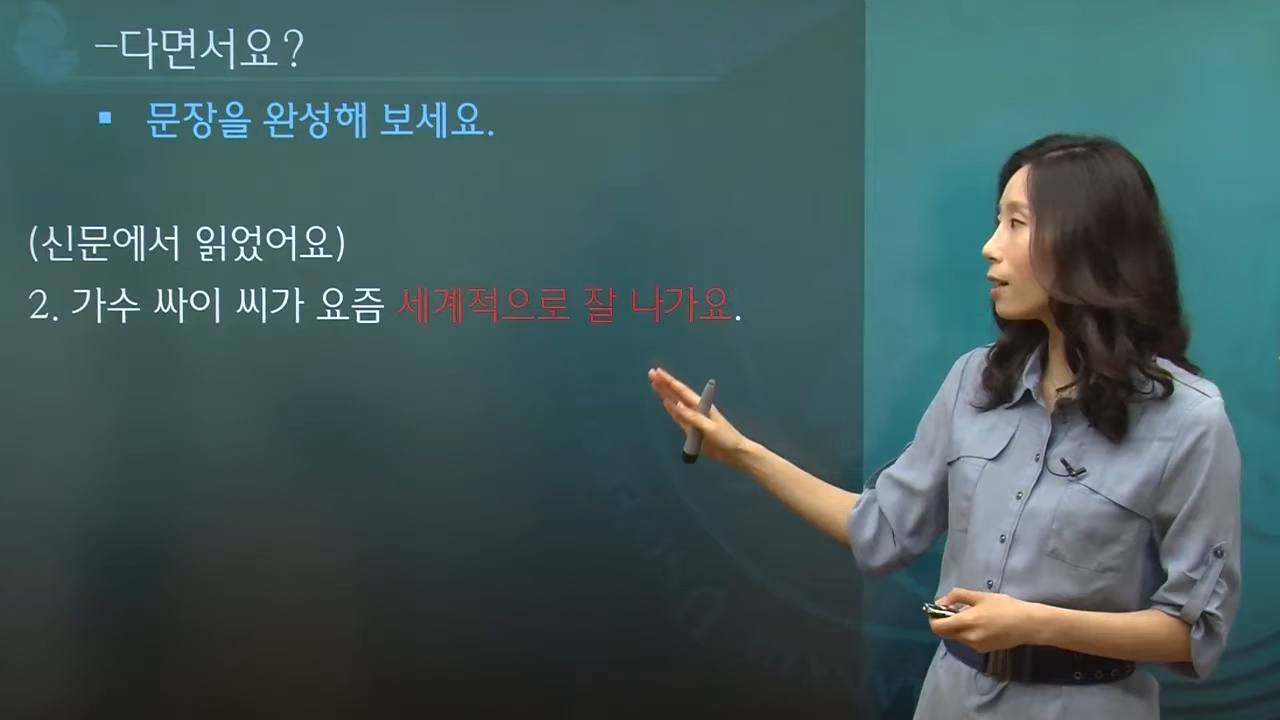 -다면서요?
▪ 문장을 완성해 보세요.
(신문에서 읽었어요)
2. 가수 싸이 씨가 요즘 세계적으로 잘 나가요.